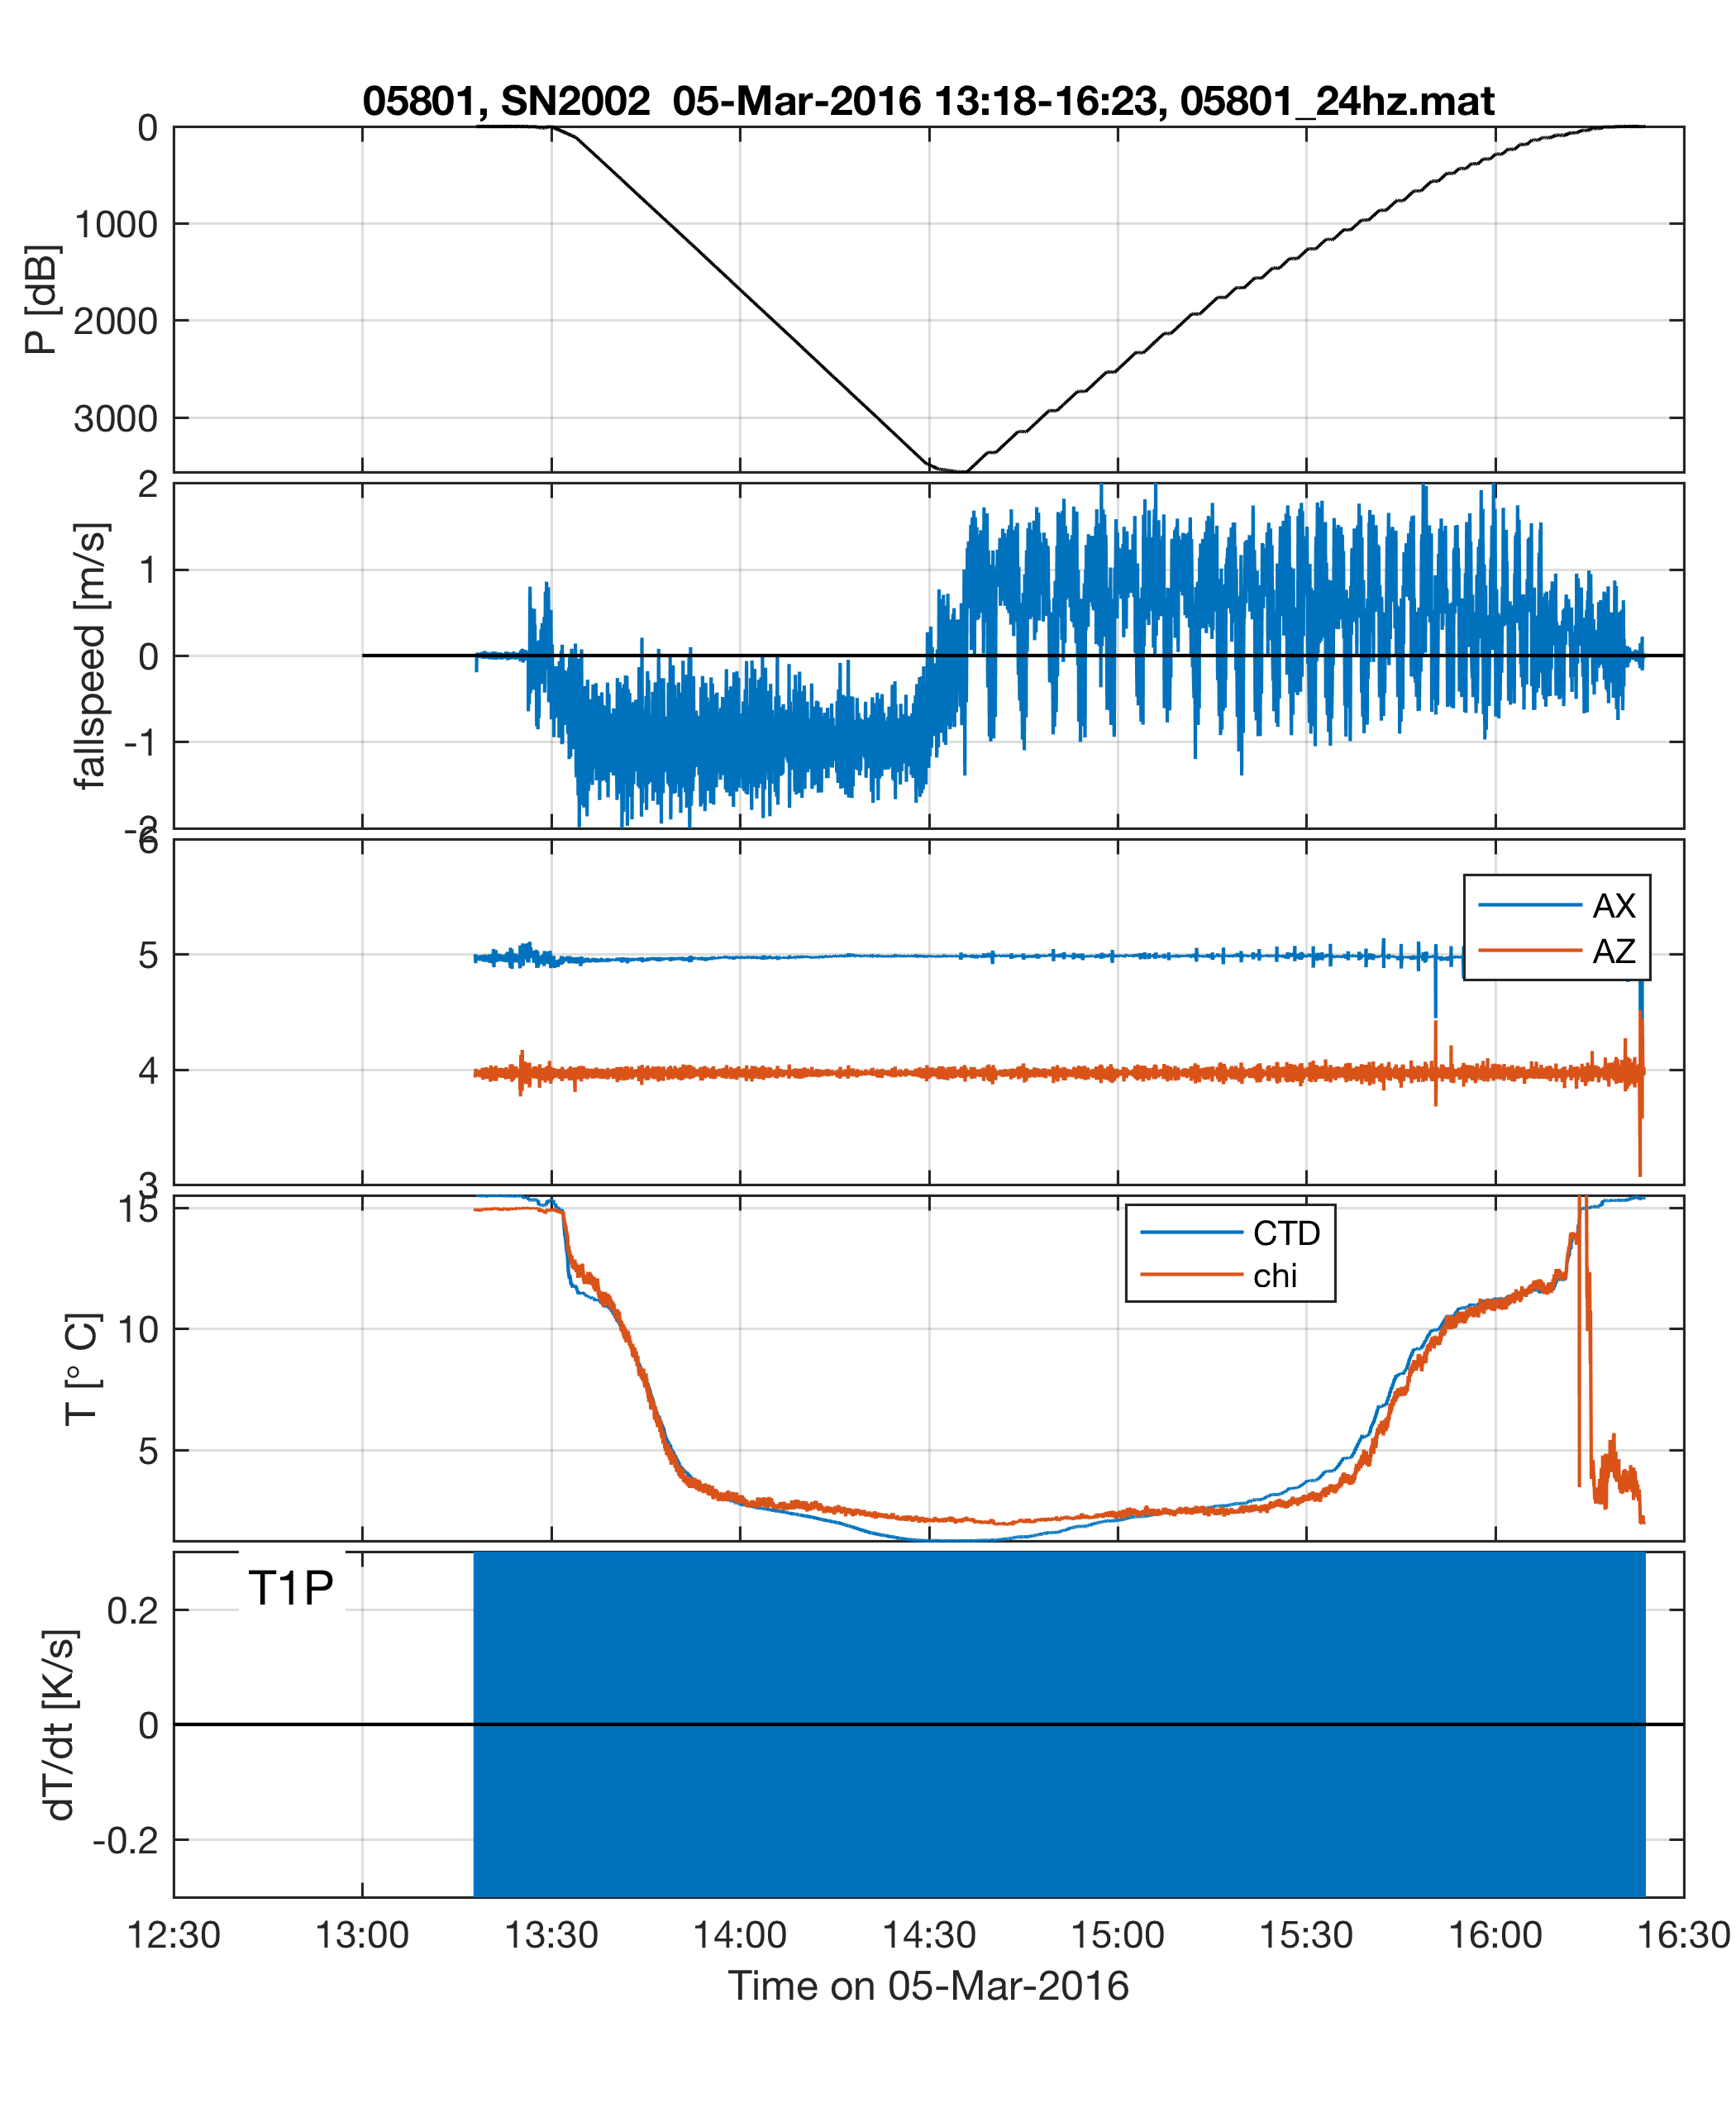 05801, SN2002  05-Mar-2016 13:18-16:23, 05801_24hz.mat
0
1000
2000
3000
P [dB]
2
1
0
-1
-2
fallspeed [m/s]
6
5
4
3
AX
AZ
15
10
5
T [° C]
CTD
chi
T1P
0.2
0
-0.2
dT/dt [K/s]
12:30 13:00 13:30 14:00 14:30 15:00 15:30 16:00 16:30
Time on 05-Mar-2016